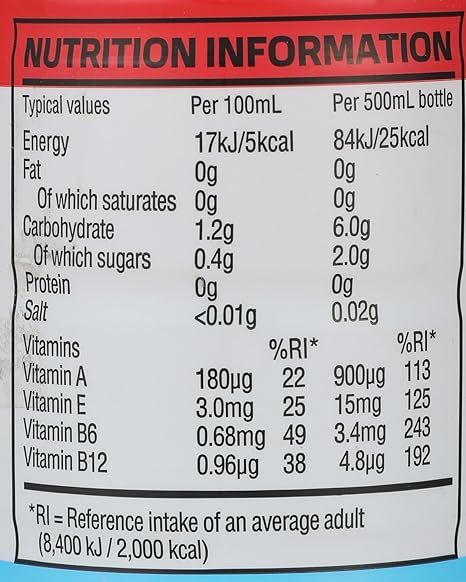 NUTRITION INFORMATION
Typical values Per 100mL Per 500mL bottle
Energy 17kJ/5kcal 84kJ/25kcal
Fat 0g 0g
Of which saturates 0g 0g
Carbohydrate 1.2g 6.0g
Of which sugars 0.4g 2.0g
Protein 0g 0g
Salt <0.01g 0.02g
Vitamins %RI* %RI*
Vitamin A 180µg 22 900µg 113
Vitamin E 3.0mg 25 15mg 125
Vitamin B6 0.68mg 49 3.4mg 243
Vitamin B12 0.96µg 38 4.8µg 192
*RI = Reference intake of an average adult
(8,400 kJ / 2,000 kcal)